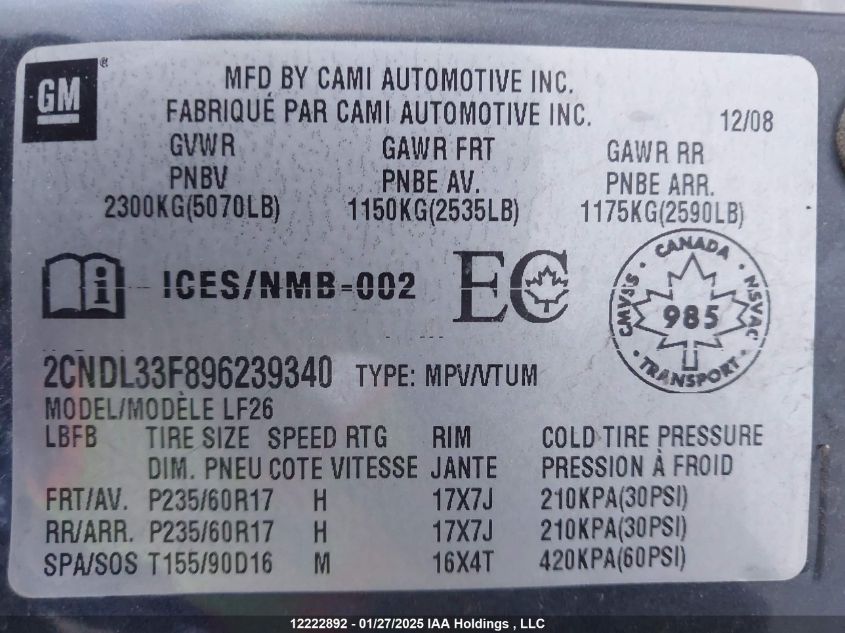 GM®
MFD BY CAMI AUTOMOTIVE INC.
FABRIQUÉ PAR CAMI AUTOMOTIVE INC.
12/08
GVWR GAWR FRT GAWR RR
PNBV PNBE AV. PNBE ARR.
2300KG(5070LB) 1150KG(2535LB) 1175KG(2590LB)
i ICES/NMB-002 EC
CANADA
CMVSS 985 NSVAC
TRANSPORT
2CNDL33F896239340 TYPE: MPV/VTUM
MODEL/MODÈLE LF26
LBFB TIRE SIZE SPEED RTG RIM COLD TIRE PRESSURE
DIM. PNEU COTE VITESSE JANTE PRESSION À FROID
FRT/AV. P235/60R17 H 17X7J 210KPA(30PSI)
RR/ARR. P235/60R17 H 17X7J 210KPA(30PSI)
SPA/SOS T155/90D16 M 16X4T 420KPA(60PSI)
12222892 - 01/27/2025 IAA Holdings , LLC